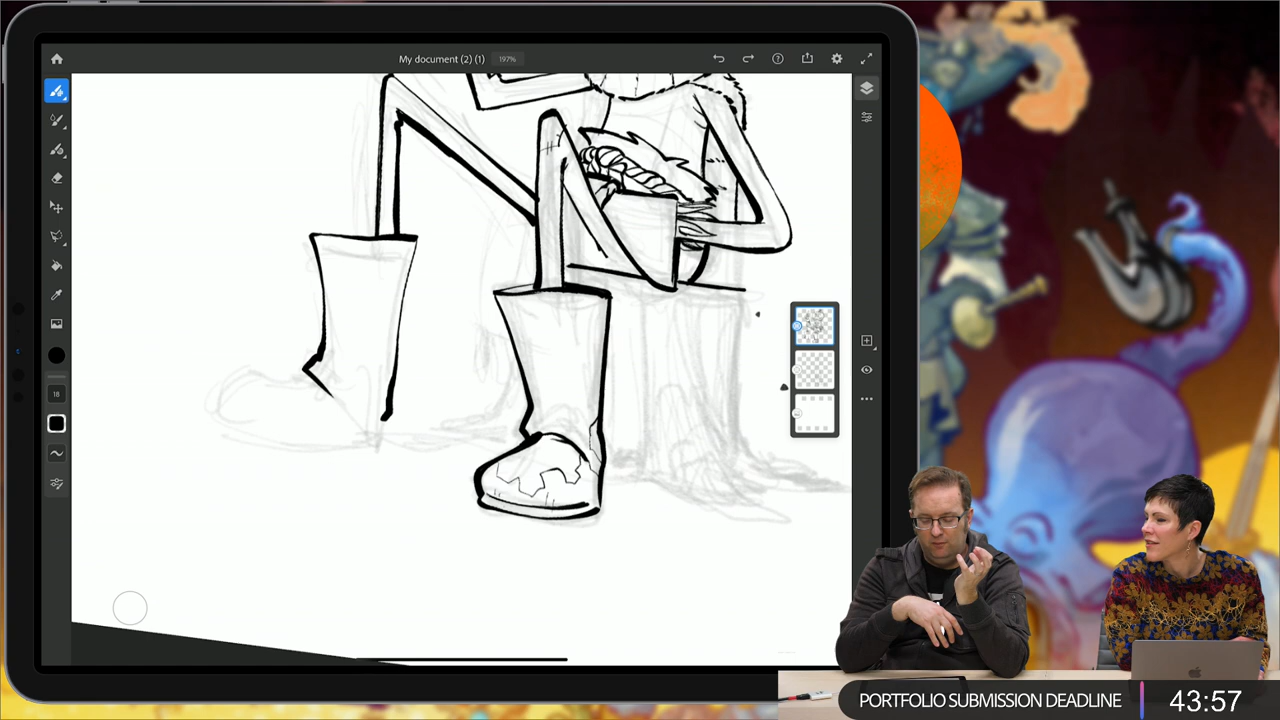 My document (2) (1) 197%
18
PORTFOLIO SUBMISSION DEADLINE 43:57